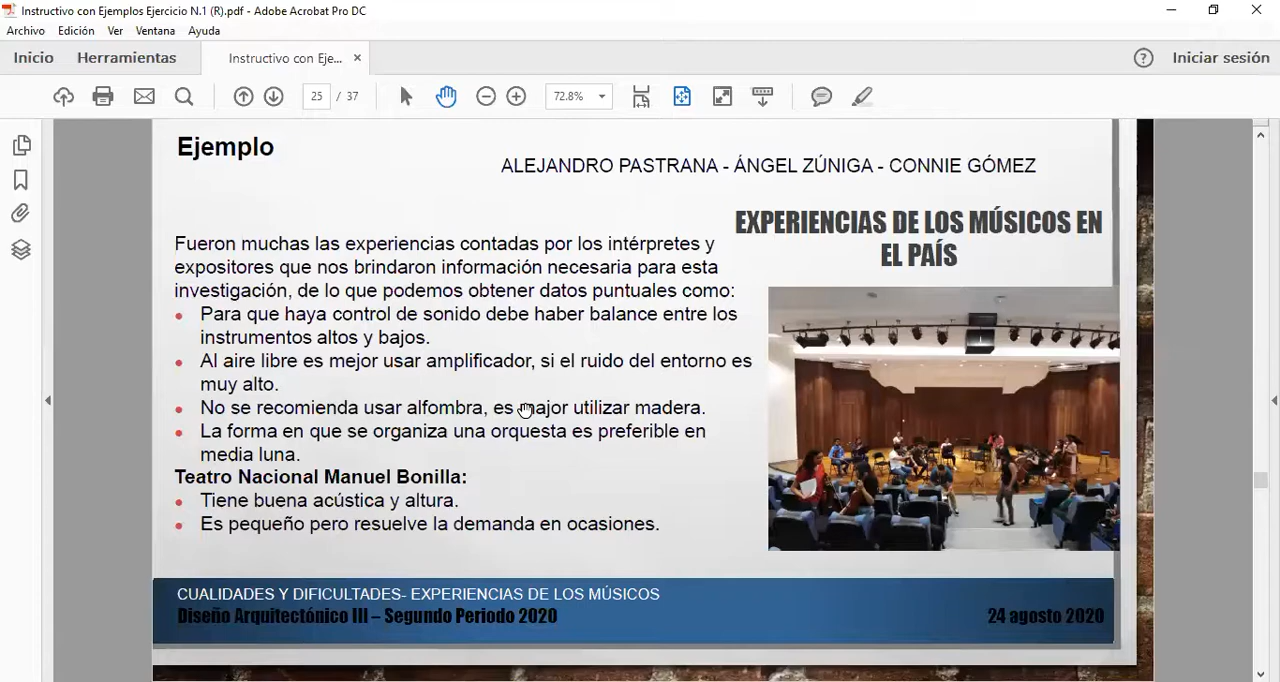 Instructivo con Ejemplos Ejercicio N.1 (R).pdf - Adobe Acrobat Pro DC
Archivo Edición Ver Ventana Ayuda
Inicio Herramientas Instructivo con Eje... × Iniciar sesión
25 / 37 72.8%
Ejemplo
ALEJANDRO PASTRANA - ÁNGEL ZÚNIGA - CONNIE GÓMEZ
EXPERIENCIAS DE LOS MÚSICOS EN
EL PAÍS
Fueron muchas las experiencias contadas por los intérpretes y
expositores que nos brindaron información necesaria para esta
investigación, de lo que podemos obtener datos puntuales como:
• Para que haya control de sonido debe haber balance entre los
instrumentos altos y bajos.
• Al aire libre es mejor usar amplificador, si el ruido del entorno es
muy alto.
• No se recomienda usar alfombra, es major utilizar madera.
• La forma en que se organiza una orquesta es preferible en
media luna.
Teatro Nacional Manuel Bonilla:
• Tiene buena acústica y altura.
• Es pequeño pero resuelve la demanda en ocasiones.
CUALIDADES Y DIFICULTADES- EXPERIENCIAS DE LOS MÚSICOS
Diseño Arquitectónico III – Segundo Periodo 2020 24 agosto 2020